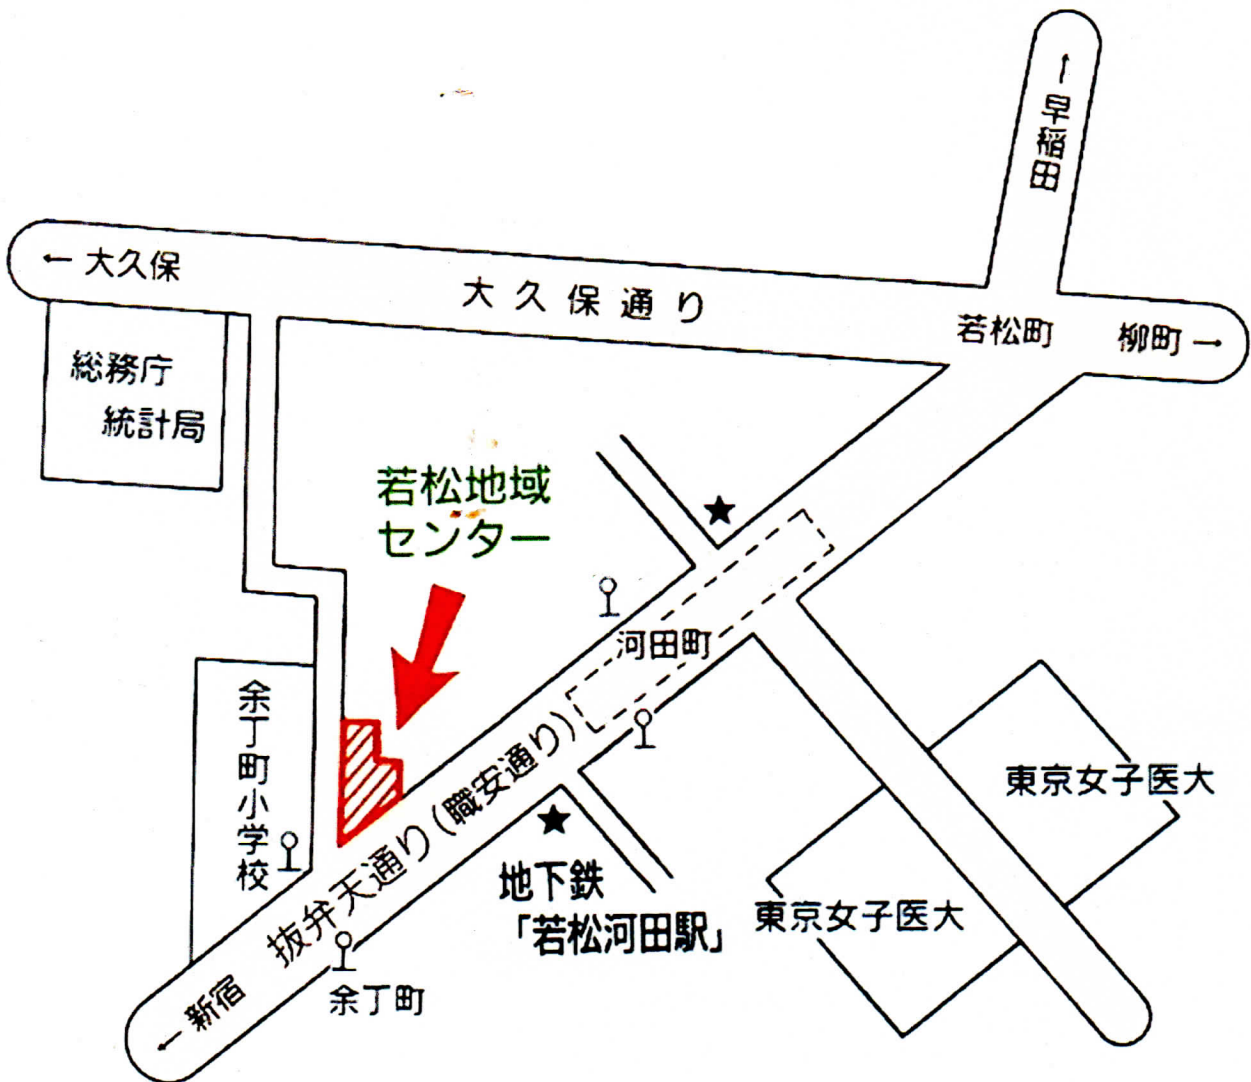 ↑早稲田
← 大久保
大久保通り
若松町
柳町 →
総務庁
統計局
若松地域
センター
河田町
余丁町小学校
抜弁天通り(職安通り)
地下鉄
「若松河田駅」
東京女子医大
東京女子医大
← 新宿
余丁町